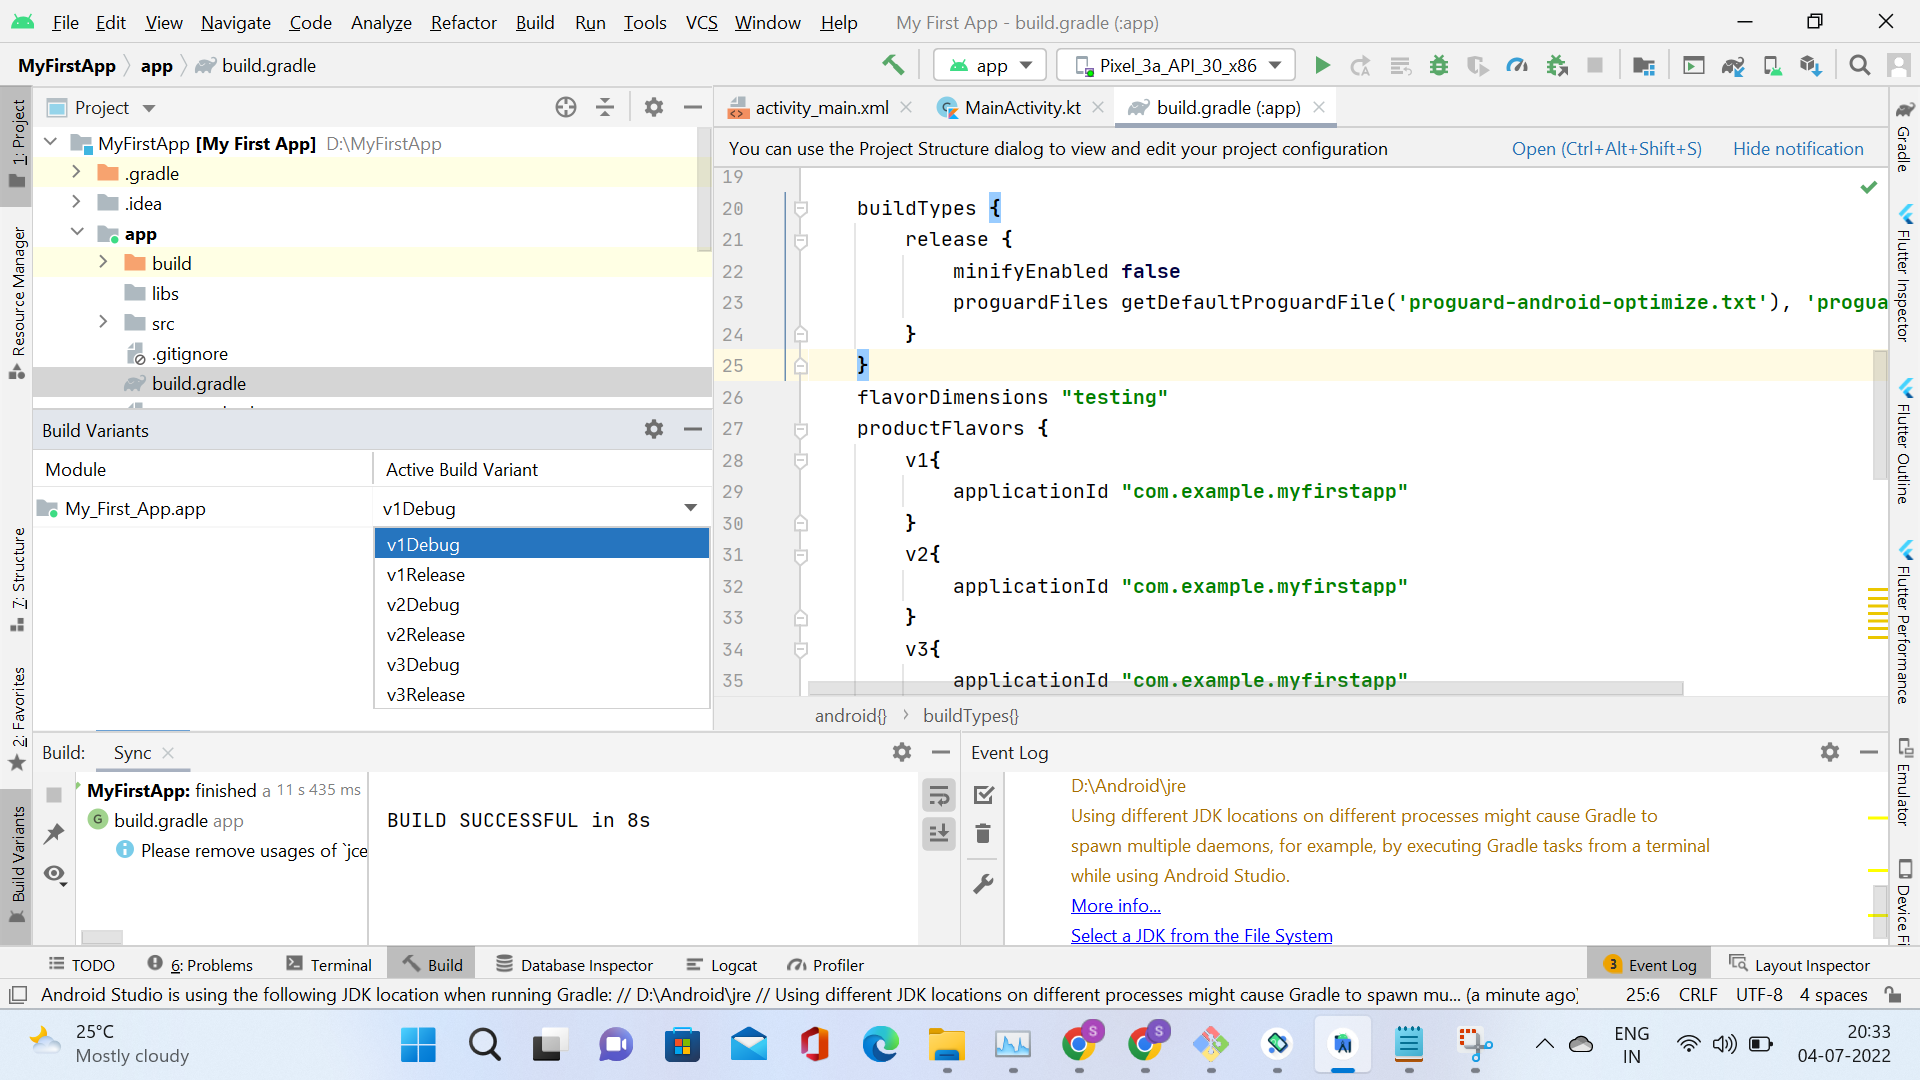 File Edit View Navigate Code Analyze Refactor Build Run Tools VCS Window Help My First App - build.gradle (:app)
MyFirstApp app build.gradle
app Pixel_3a_API_30_x86
Project
activity_main.xml MainActivity.kt build.gradle (:app)
You can use the Project Structure dialog to view and edit your project configuration Open (Ctrl+Alt+Shift+S) Hide notification
1: Project
Resource Manager
7: Structure
2: Favorites
Build Variants
MyFirstApp [My First App] D:\MyFirstApp
.gradle
.idea
app
build
libs
src
.gitignore
build.gradle
Build Variants
Module Active Build Variant
My_First_App.app v1Debug
v1Debug
v1Release
v2Debug
v2Release
v3Debug
v3Release
19
20 buildTypes {
21 release {
22 minifyEnabled false
23 proguardFiles getDefaultProguardFile('proguard-android-optimize.txt'), 'progua
24 }
25 }
26 flavorDimensions "testing"
27 productFlavors {
28 v1{
29 applicationId "com.example.myfirstapp"
30 }
31 v2{
32 applicationId "com.example.myfirstapp"
33 }
34 v3{
35 applicationId "com.example.myfirstapp"
android{} buildTypes{}
Gradle
Flutter Inspector
Flutter Outline
Flutter Performance
Emulator
Device Fi
Build: Sync
MyFirstApp: finished a 11 s 435 ms
build.gradle app
Please remove usages of `jce
BUILD SUCCESSFUL in 8s
Event Log
D:\Android\jre
Using different JDK locations on different processes might cause Gradle to
spawn multiple daemons, for example, by executing Gradle tasks from a terminal
while using Android Studio.
More info...
Select a JDK from the File System
TODO 6: Problems Terminal Build Database Inspector Logcat Profiler 3 Event Log Layout Inspector
Android Studio is using the following JDK location when running Gradle: // D:\Android\jre // Using different JDK locations on different processes might cause Gradle to spawn mu... (a minute ago) 25:6 CRLF UTF-8 4 spaces
25°C
Mostly cloudy
S
S
ENG
IN
20:33
04-07-2022